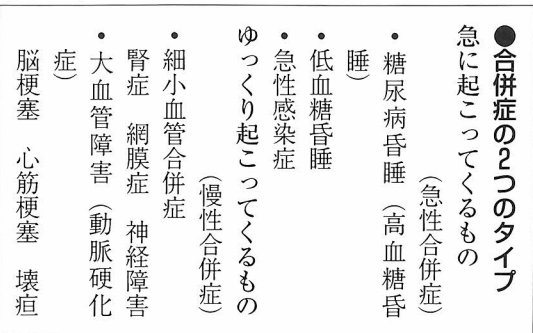 ●合併症の2つのタイプ
急に起こってくるもの
(急性合併症)
• 糖尿病昏睡(高血糖昏
睡)
• 低血糖昏睡
• 急性感染症
ゆっくり起こってくるもの
(慢性合併症)
• 細小血管合併症
腎症 網膜症 神経障害
• 大血管障害(動脈硬化
症)
脳梗塞 心筋梗塞 壊疽